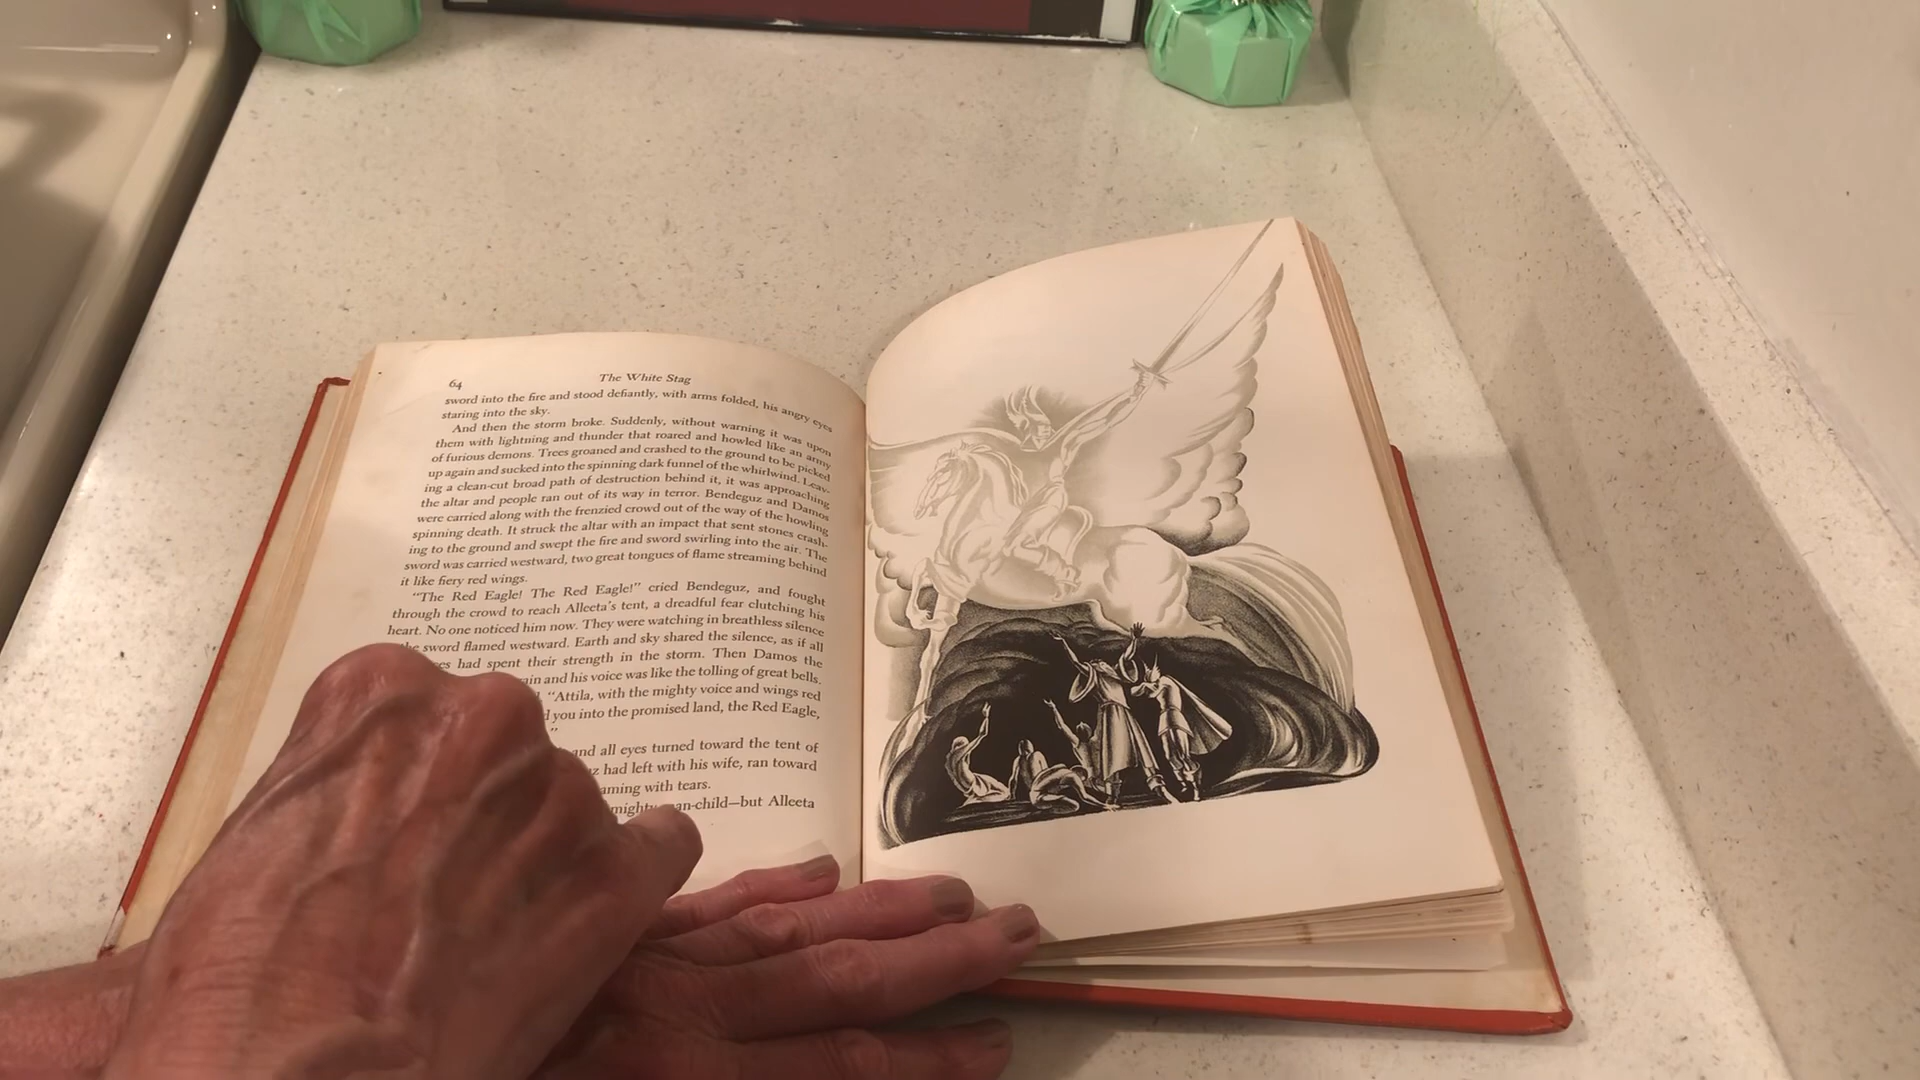 64
The White Stag
sword into the fire and stood defiantly, with arms folded, his angry eyes
staring into the sky.
And then the storm broke. Suddenly, without warning it was upon
them with lightning and thunder that roared and howled like an army
of furious demons. Trees groaned and crashed to the ground to be picked
up again and sucked into the spinning dark funnel of the whirlwind. Leav-
ing a clean-cut broad path of destruction behind it, it was approaching
the altar and people ran out of its way in terror. Bendeguz and Damos
were carried along with the frenzied crowd out of the way of the howling
spinning death. It struck the altar with an impact that sent stones crash-
ing to the ground and swept the fire and sword swirling into the air. The
sword was carried westward, two great tongues of flame streaming behind
it like fiery red wings.
"The Red Eagle! The Red Eagle!" cried Bendeguz, and fought
through the crowd to reach Alleeta's tent, a dreadful fear clutching his
heart. No one noticed him now. They were watching in breathless silence
sword flamed westward. Earth and sky shared the silence, as if all
had spent their strength in the storm. Then Damos the
and his voice was like the tolling of great bells.
"Attila, with the mighty voice and wings red
you into the promised land, the Red Eagle,
"
and all eyes turned toward the tent of
had left with his wife, ran toward
with tears.
mighty man-child—but Alleeta